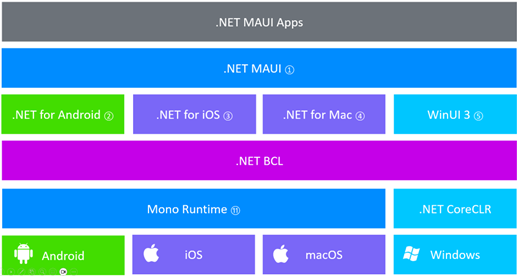 .NET MAUI Apps
.NET MAUI ①
.NET for Android ② .NET for iOS ③ .NET for Mac ④ WinUI 3 ⑤
.NET BCL
Mono Runtime ⑪ .NET CoreCLR
Android iOS macOS Windows